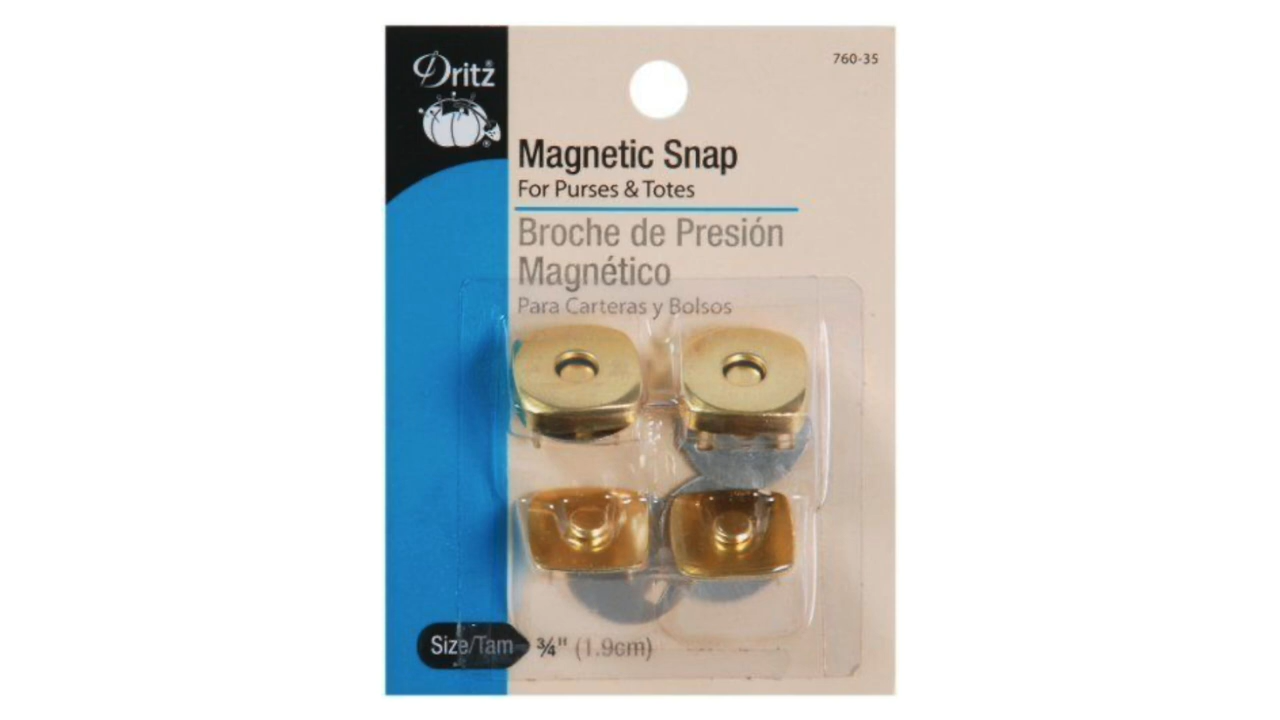 Dritz®
760-35
Magnetic Snap
For Purses & Totes
Broche de Presión
Magnético
Para Carteras y Bolsos
Size/Tam ¾" (1.9cm)